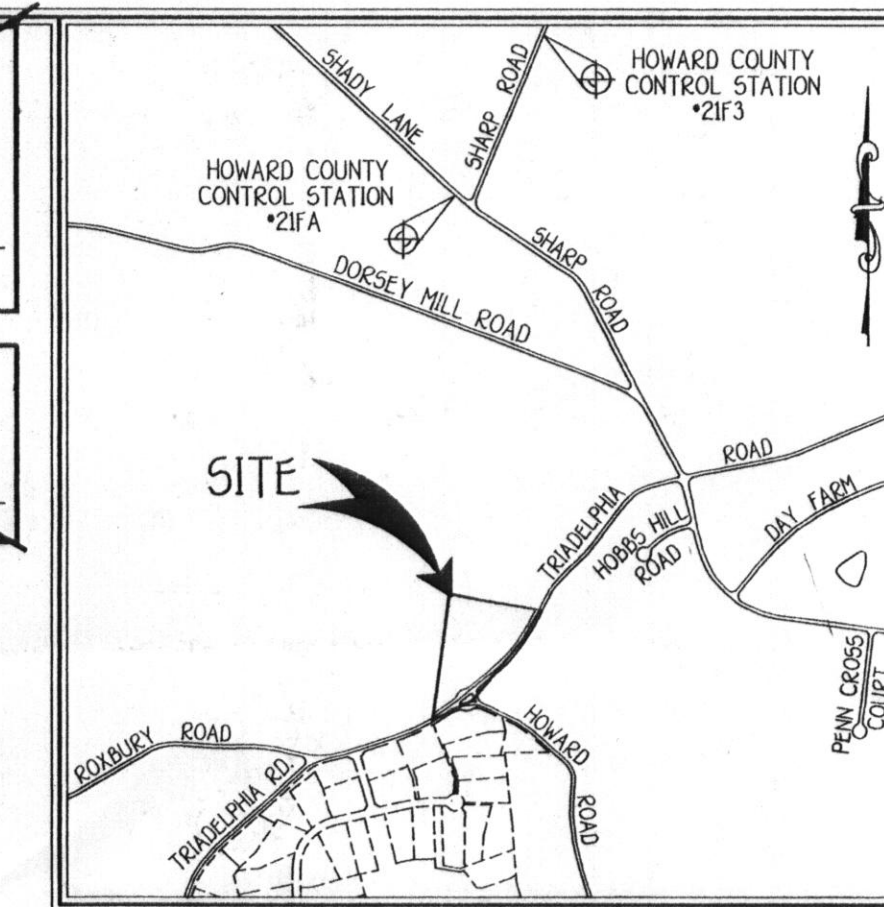 SHADY LANE
SHARP ROAD
HOWARD COUNTY
CONTROL STATION
•21F3
HOWARD COUNTY
CONTROL STATION
•21FA
SHARP
ROAD
DORSEY MILL ROAD
SITE
TRIADELPHIA
ROAD
HOBBS HILL
ROAD
DAY FARM
PENN CROSS
COURT
ROXBURY ROAD
TRIADELPHIA RD.
HOWARD
ROAD